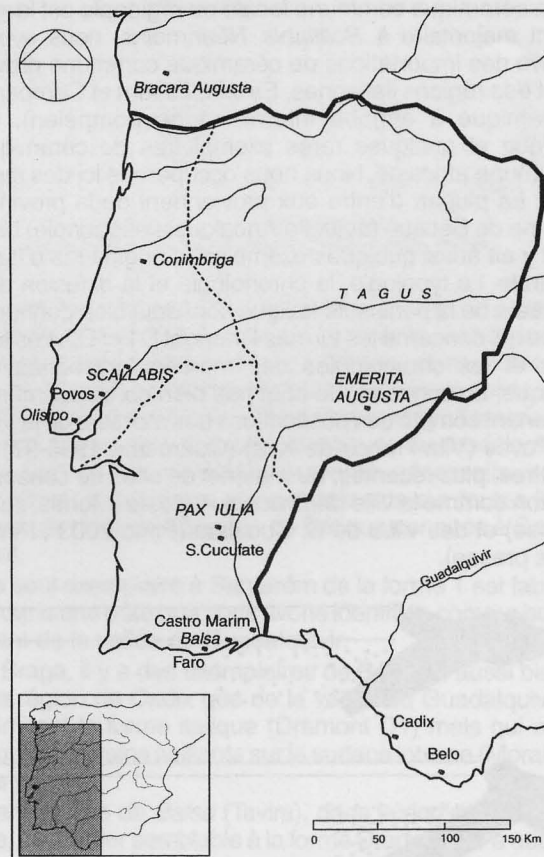 Bracara Augusta
Conimbriga
TAGUS
SCALLABIS
Povos
Olisipo
EMERITA
AUGUSTA
PAX IULIA
S.Cucufate
Guadalquivir
Castro Marim
Balsa
Faro
Cadix
Belo
0 50 100 150 Km